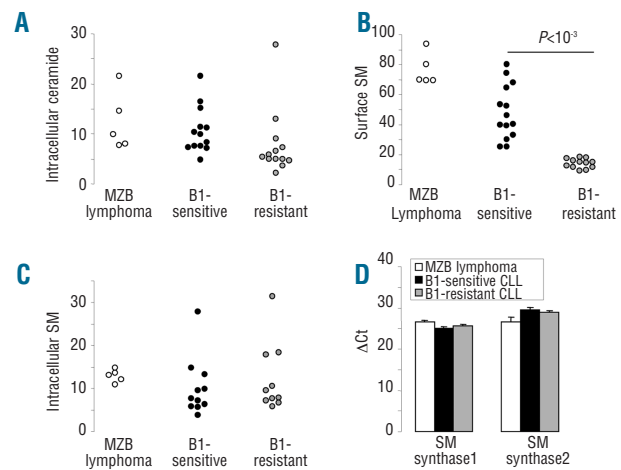 A
Intracellular ceramide
30
20
10
0
MZB
lymphoma
B1-
sensitive
B1-
resistant
B
Surface SM
100
80
60
40
20
0
P<10-3
MZB
Lymphoma
B1-
sensitive
B1-
resistant
C
Intracellular SM
30
20
10
0
MZB
lymphoma
B1-
sensitive
B1-
resistant
D
ΔCt
40
30
20
10
0
MZB lymphoma
B1-sensitive CLL
B1-resistant CLL
SM
synthase1
SM
synthase2